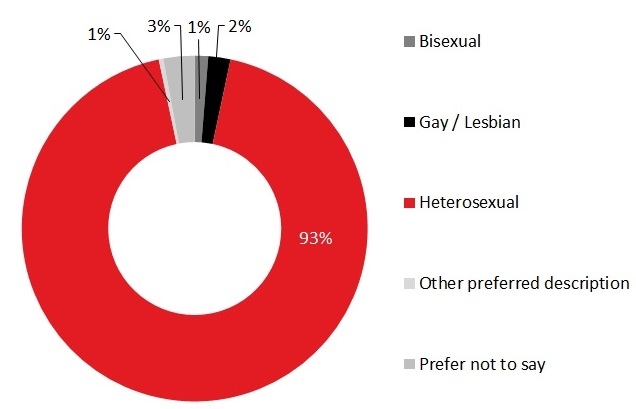 1%
3%
1%
2%
93%
Bisexual
Gay / Lesbian
Heterosexual
Other preferred description
Prefer not to say